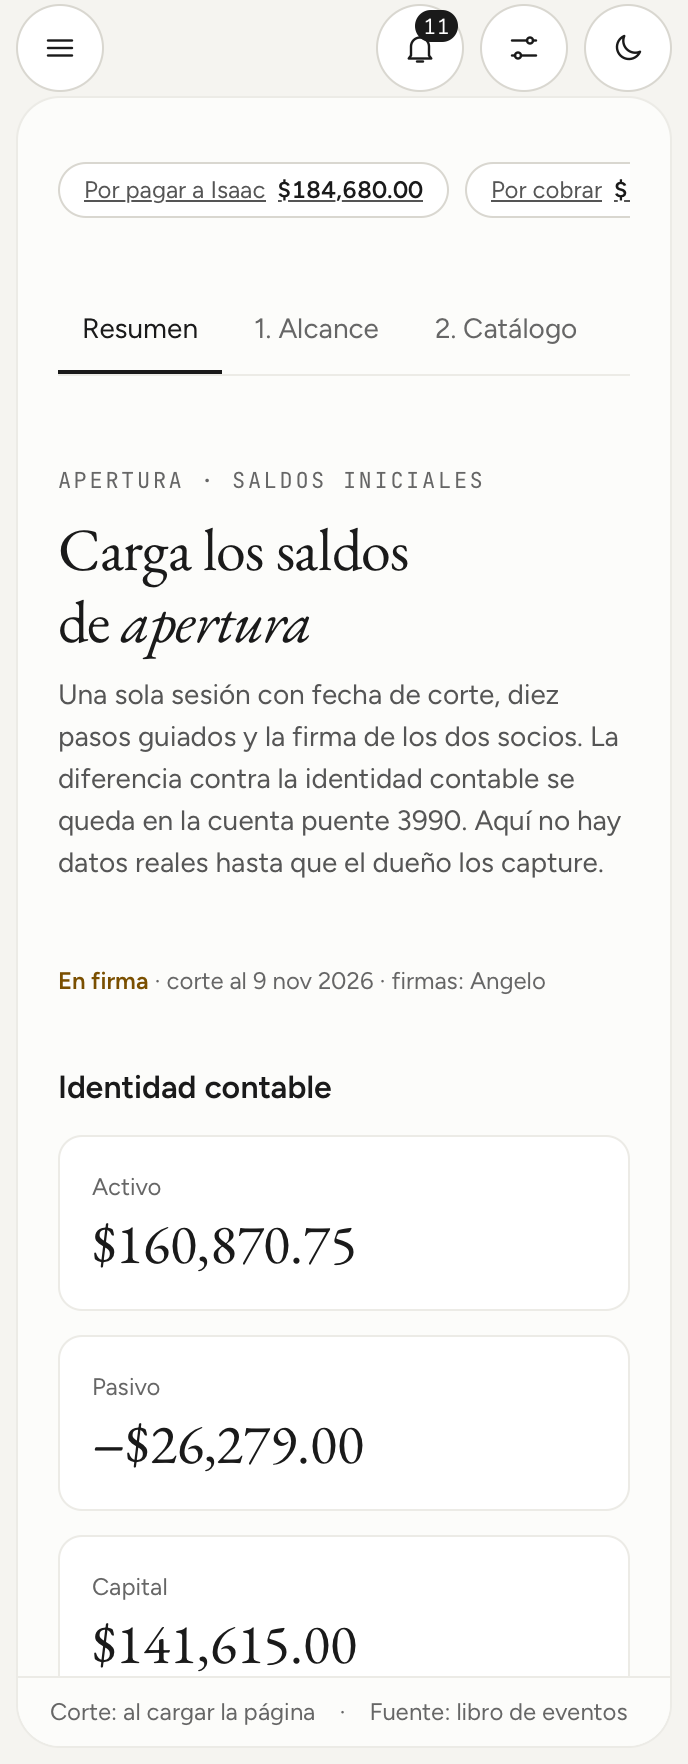 11
Por pagar a Isaac $184,680.00 Por cobrar $
Resumen 1. Alcance 2. Catálogo
APERTURA · SALDOS INICIALES
Carga los saldos
de apertura
Una sola sesión con fecha de corte, diez
pasos guiados y la firma de los dos socios. La
diferencia contra la identidad contable se
queda en la cuenta puente 3990. Aquí no hay
datos reales hasta que el dueño los capture.
En firma · corte al 9 nov 2026 · firmas: Angelo
Identidad contable
Activo
$160,870.75
Pasivo
–$26,279.00
Capital
$141,615.00
Corte: al cargar la página · Fuente: libro de eventos